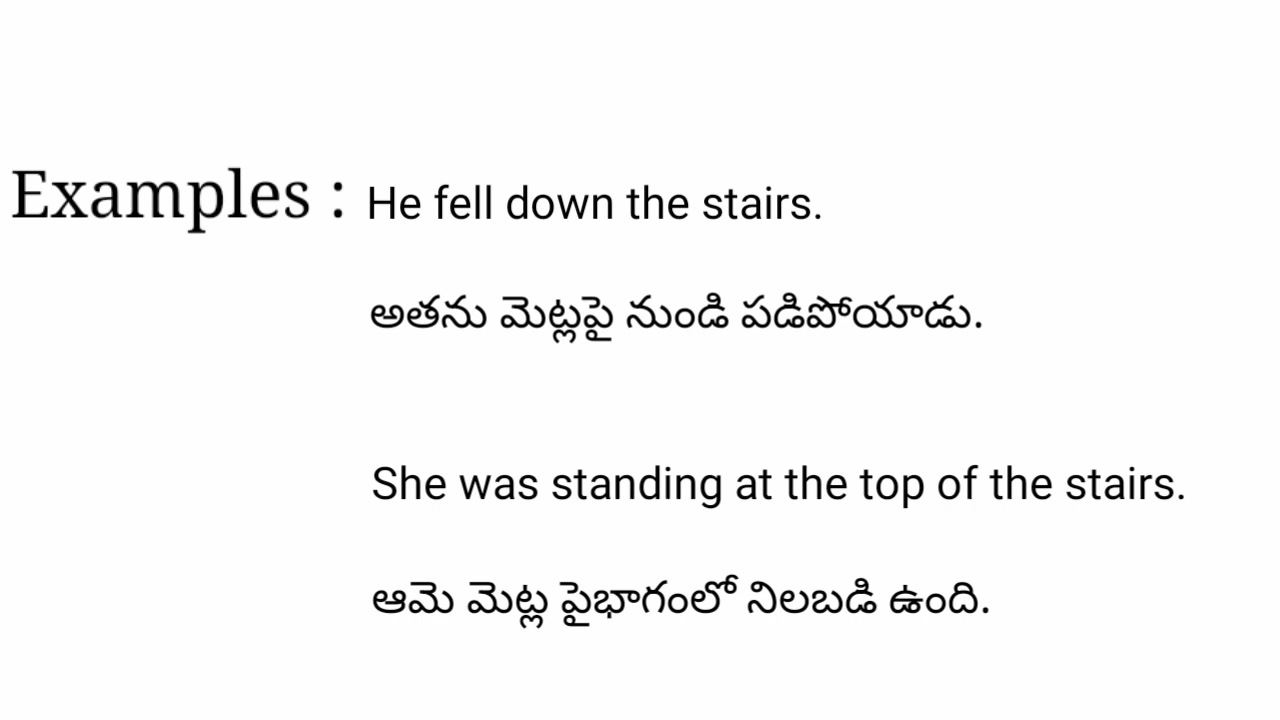 Examples : He fell down the stairs.
అతను మెట్లపై నుండి పడిపోయాడు.
She was standing at the top of the stairs.
ఆమె మెట్ల పైభాగంలో నిలబడి ఉంది.